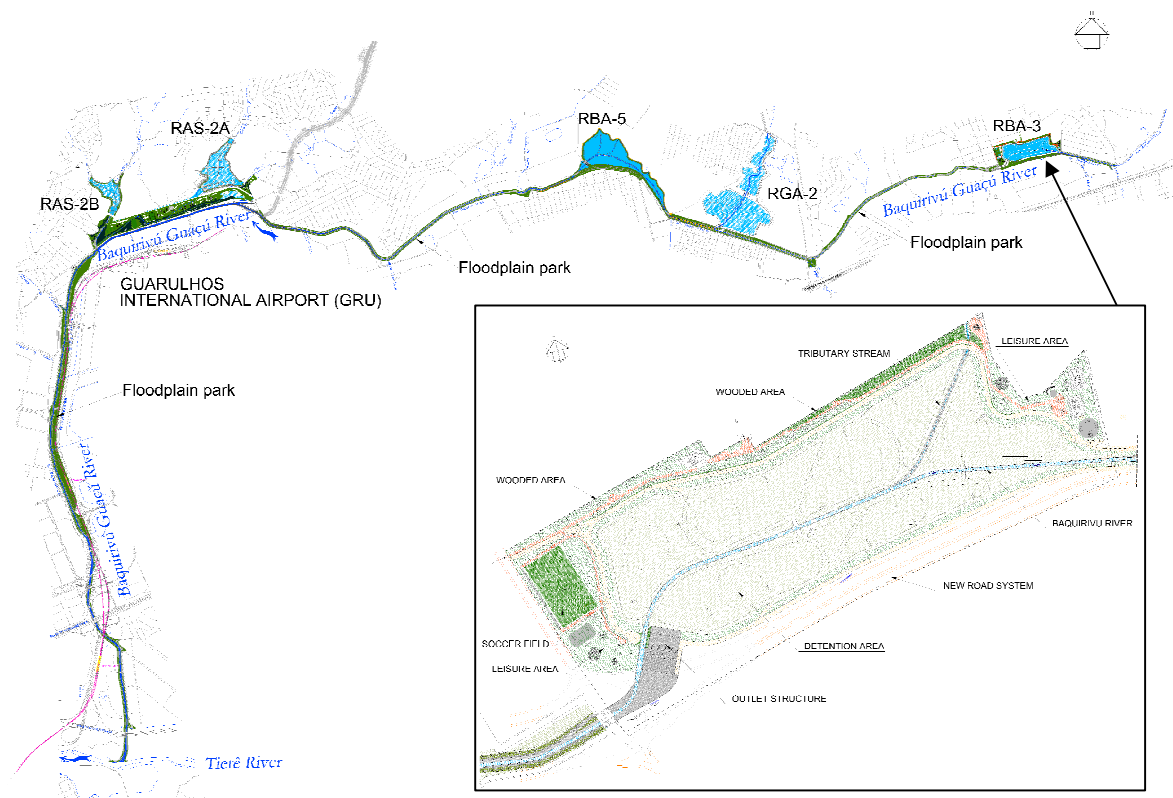 RBA-5
RAS-2A
RBA-3
RAS-2B
RGA-2
Baquirivú Guaçú River
Baquirivú Guaçú River
Floodplain park
Floodplain park
GUARULHOS
INTERNATIONAL AIRPORT (GRU)
Floodplain park
Baquirivú Guaçú River
Tietê River
TRIBUTARY STREAM
LEISURE AREA
WOODED AREA
WOODED AREA
BAQUIRIVU RIVER
NEW ROAD SYSTEM
SOCCER FIELD
DETENTION AREA
LEISURE AREA
OUTLET STRUCTURE